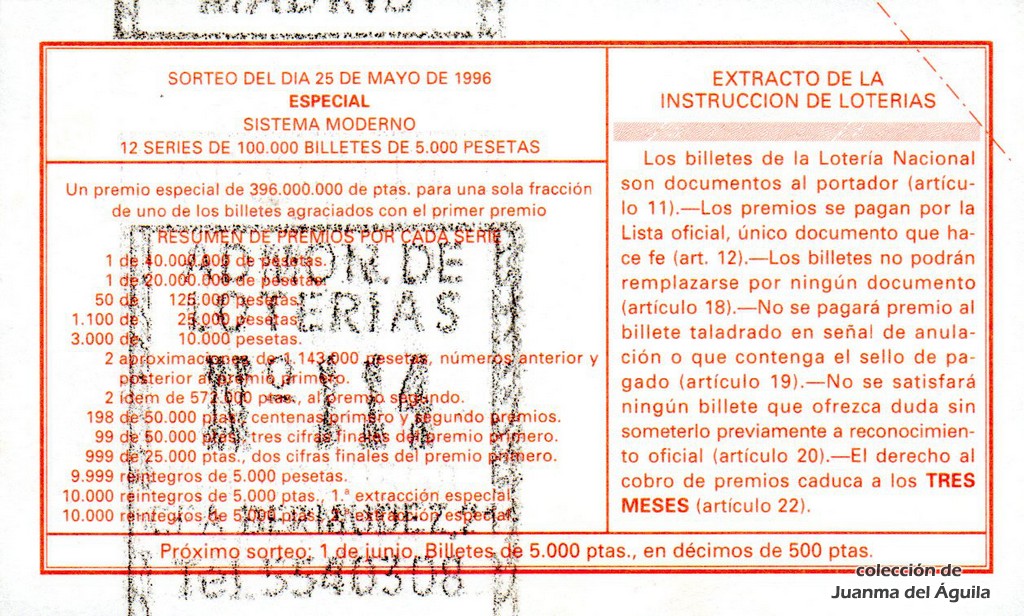 MADRID
SORTEO DEL DIA 25 DE MAYO DE 1996
ESPECIAL
SISTEMA MODERNO
12 SERIES DE 100.000 BILLETES DE 5.000 PESETAS
Un premio especial de 396.000.000 de ptas. para una sola fracción
de uno de los billetes agraciados con el primer premio
RESUMEN DE PREMIOS POR CADA SERIE
1 de 40.000.000 de pesetas.
1 de 20.000.000 de pesetas.
50 de 125.000 pesetas.
1.100 de 25.000 pesetas.
3.000 de 10.000 pesetas.
2 aproximaciones de 1.143.000 pesetas, números anterior y
posterior al premio primero.
2 ídem de 572.000 ptas., al premio segundo.
198 de 50.000 ptas., centenas primero y segundo premios.
99 de 50.000 ptas., tres cifras finales del premio primero.
999 de 25.000 ptas., dos cifras finales del premio primero.
9.999 reintegros de 5.000 pesetas.
10.000 reintegros de 5.000 ptas., 1.ª extracción especial
10.000 reintegros de 5.000 ptas., 2.ª extracción especial.
ADMON. DE
LOTERIAS
Nº 114
Tel. 5540308
EXTRACTO DE LA
INSTRUCCION DE LOTERIAS
Los billetes de la Lotería Nacional
son documentos al portador (artícu-
lo 11).—Los premios se pagan por la
Lista oficial, único documento que ha-
ce fe (art. 12).—Los billetes no podrán
remplazarse por ningún documento
(artículo 18).—No se pagará premio al
billete taladrado en señal de anula-
ción o que contenga el sello de pa-
gado (artículo 19).—No se satisfará
ningún billete que ofrezca duda sin
someterlo previamente a reconocimien-
to oficial (artículo 20).—El derecho al
cobro de premios caduca a los TRES
MESES (artículo 22).
Próximo sorteo: 1 de junio. Billetes de 5.000 ptas., en décimos de 500 ptas.
colección de
Juanma del Águila